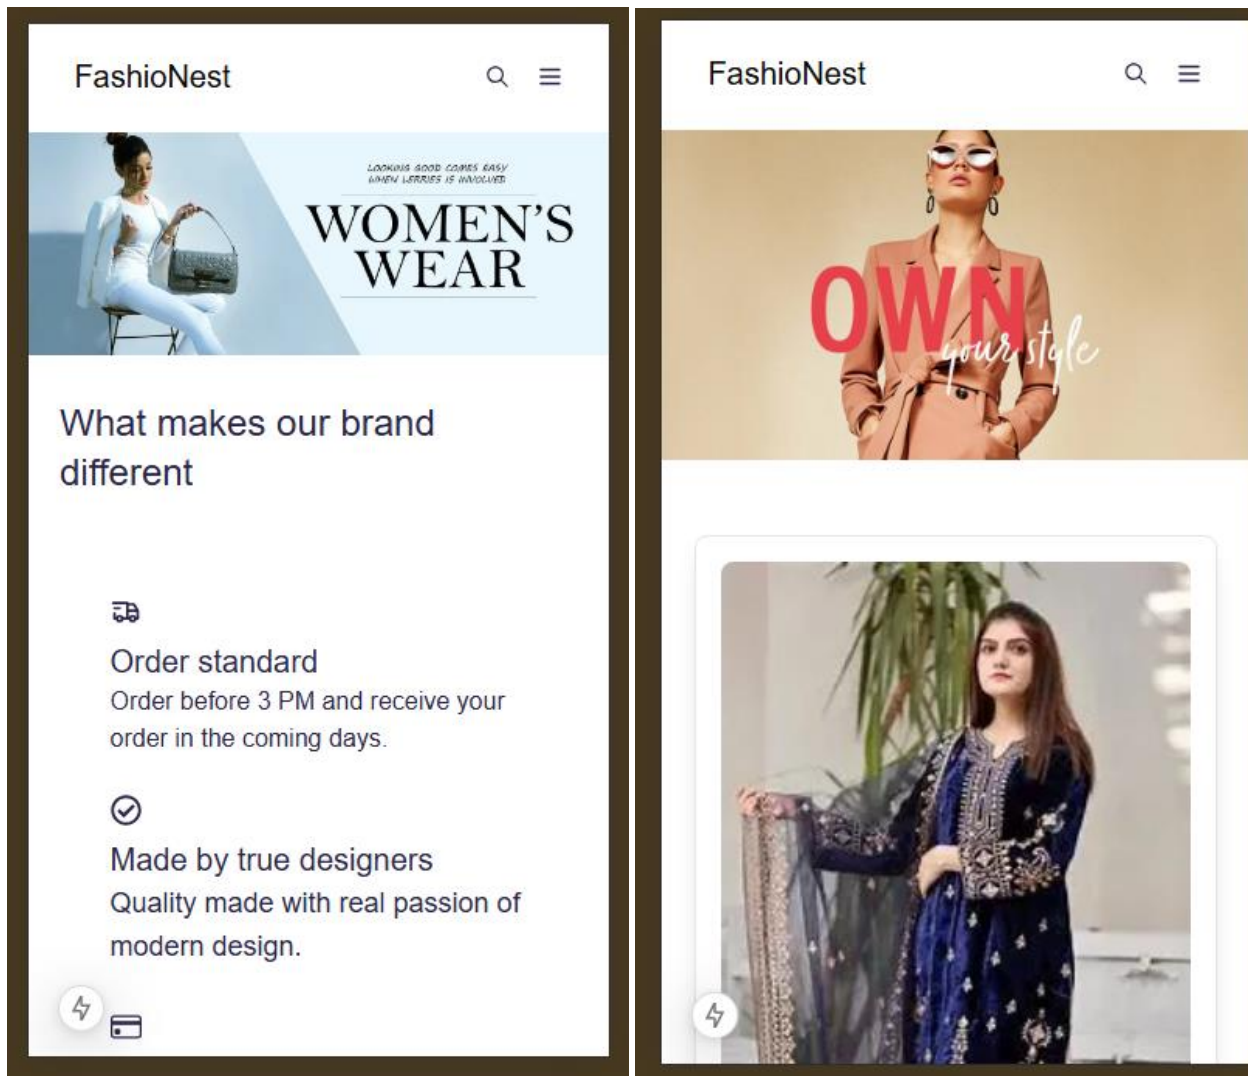 FashioNest
LOOKING GOOD COMES EASY
WHEN LERRIES IS INVOLVED
WOMEN'S
WEAR
What makes our brand
different
Order standard
Order before 3 PM and receive your
order in the coming days.
Made by true designers
Quality made with real passion of
modern design.
FashioNest
OWN
your style